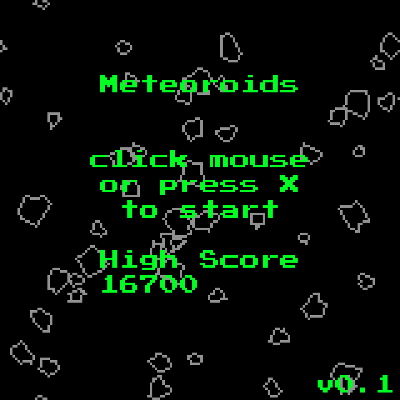 Meteoroids
click mouse
or press X
to start
High Score
16700
v0.1